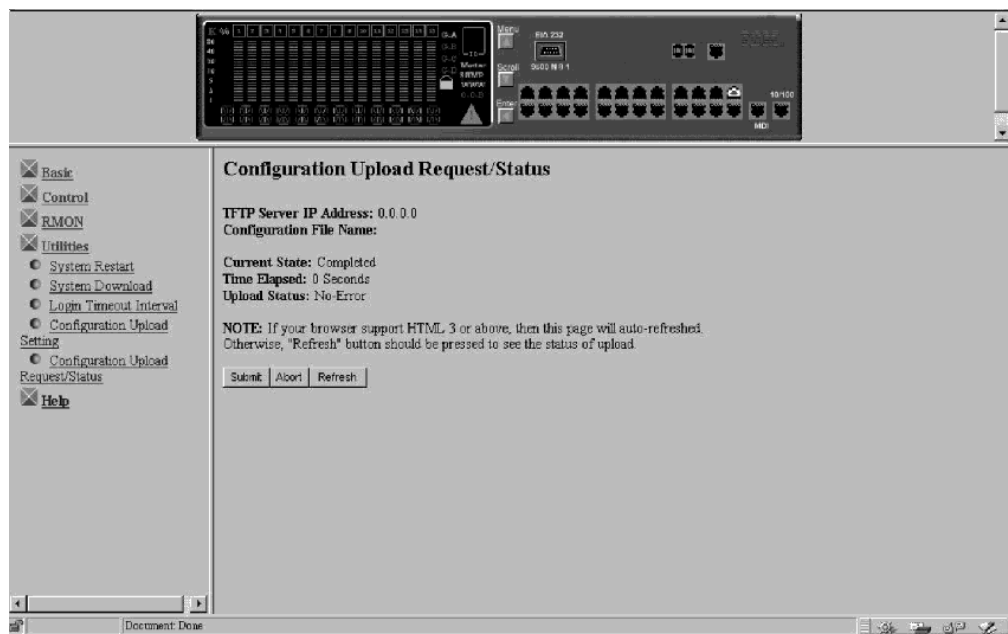 Menu
EIA 232
G.A
G.B
G.C
G.D
Master
SNMP
WWW
Scroll
9600 N 8 1
Enter
10/100
MDI
Basic
Control
RMON
Utilities
System Restart
System Download
Login Timeout Interval
Configuration Upload
Setting
Configuration Upload
Request/Status
Help
Configuration Upload Request/Status
TFTP Server IP Address: 0.0.0.0
Configuration File Name:
Current State: Completed
Time Elapsed: 0 Seconds
Upload Status: No-Error
NOTE: If your browser support HTML 3 or above, then this page will auto-refreshed.
Otherwise, "Refresh" button should be pressed to see the status of upload.
Submit Abort Refresh
Document: Done